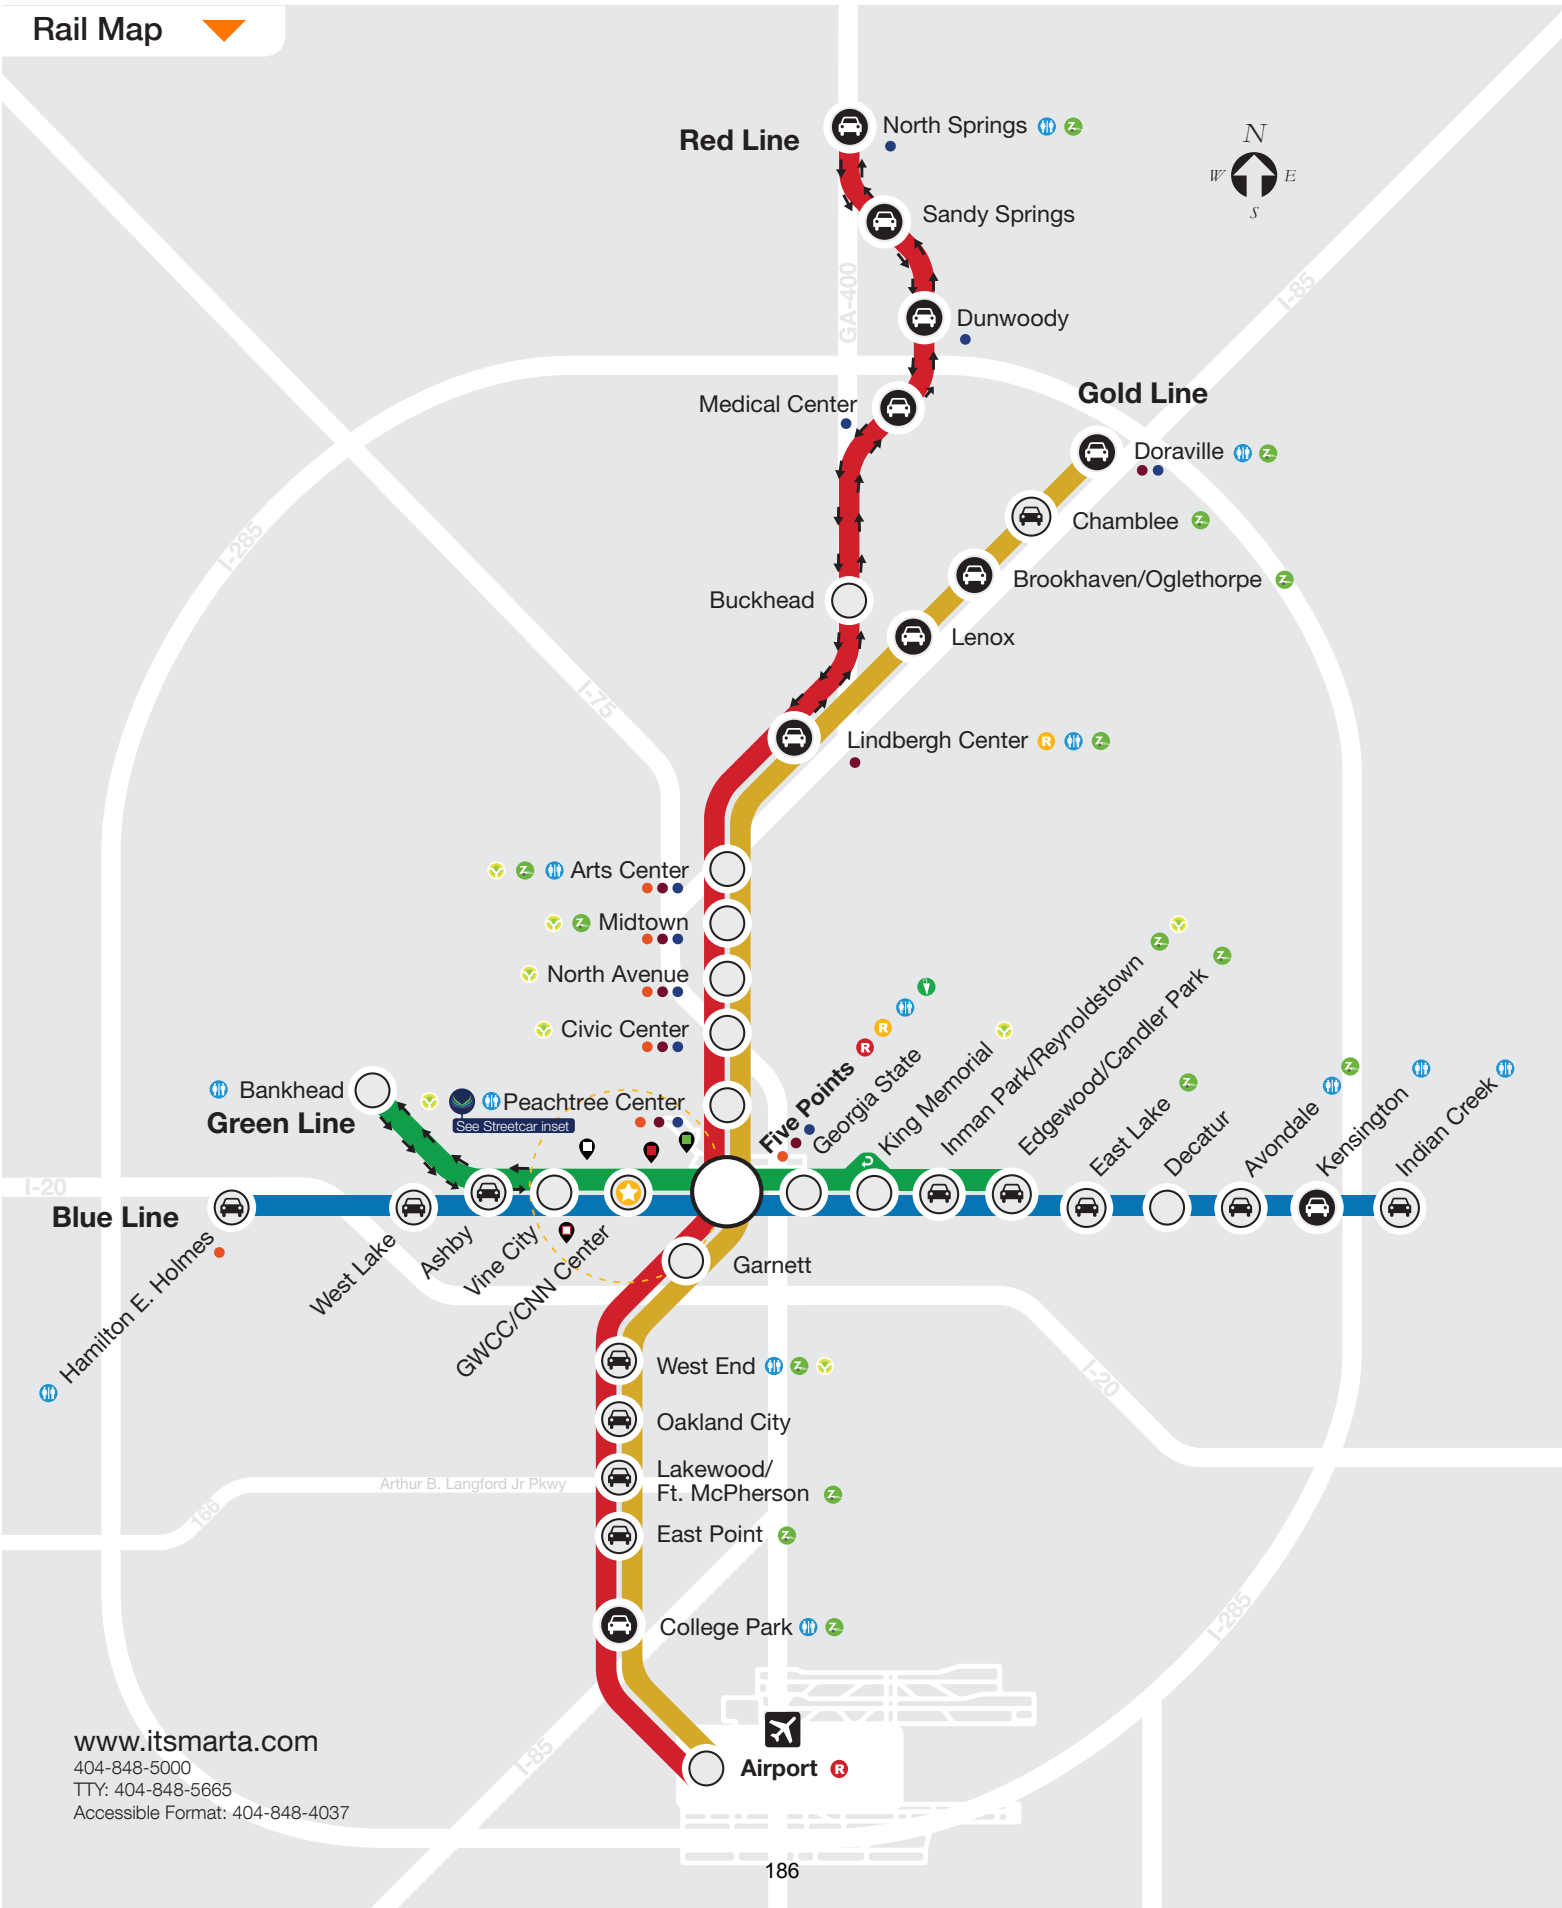 Rail Map
Red Line
North Springs
Z
N
W
E
S
Sandy Springs
GA-400
I-85
Dunwoody
Medical Center
Gold Line
Doraville
Z
Chamblee
Z
I-285
Brookhaven/Oglethorpe
Z
Buckhead
Lenox
I-75
Lindbergh Center
R
Z
Z
Arts Center
Z
Midtown
North Avenue
Civic Center
Bankhead
Green Line
Peachtree Center
See Streetcar inset
Five Points
R
R
Georgia State
King Memorial
Inman Park/Reynoldstown
Z
Edgewood/Candler Park
Z
East Lake
Z
Decatur
Avondale
Z
Kensington
Indian Creek
I-20
Blue Line
Hamilton E. Holmes
West Lake
Ashby
Vine City
GWCC/CNN Center
Garnett
West End
Z
I-20
Oakland City
Arthur B. Langford Jr Pkwy
166
Lakewood/
Ft. McPherson
Z
East Point
Z
I-285
College Park
Z
I-85
Airport
R
www.itsmarta.com
404-848-5000
TTY: 404-848-5665
Accessible Format: 404-848-4037
186